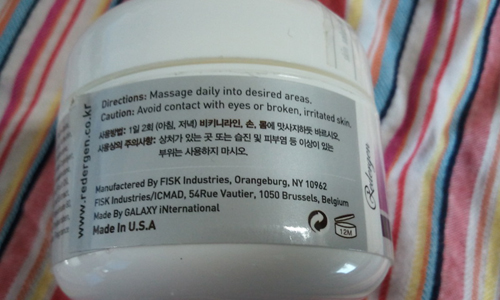 Directions: Massage daily into desired areas.
Caution: Avoid contact with eyes or broken, irritated skin.
사용방법: 1일 2회 (아침, 저녁) 비키니라인, 손, 몸에 맛사지하듯 바르시오.
사용상의 주의사항: 상처가 있는 곳 또는 습진 및 피부염 등 이상이 있는
부위는 사용하지 마시오.
Manufactered By FISK Industries, Orangeburg, NY 10962
FISK Industries/ICMAD, 54Rue Vautier, 1050 Brussels, Belgium
Made By GALAXY iNternational
Made In U.S.A
12M
www.redergen.co.kr
Redergen